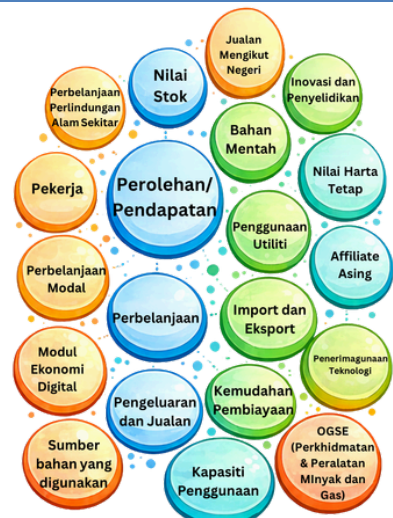 Jualan
Mengikut
Negeri
Nilai
Stok
Perbelanjaan
Perlindungan
Alam Sekitar
Inovasi dan
Penyelidikan
Bahan
Mentah
Pekerja
Perolehan/
Pendapatan
Nilai Harta
Tetap
Penggunaan
Utiliti
Affiliate
Asing
Perbelanjaan
Modal
Perbelanjaan
Import dan
Eksport
Modul
Ekonomi
Digital
Penerimagunaan
Teknologi
Pengeluaran
dan Jualan
Kemudahan
Pembiayaan
Sumber
bahan yang
digunakan
Kapasiti
Penggunaan
OGSE
(Perkhidmatan
& Peralatan
MInyak dan
Gas)